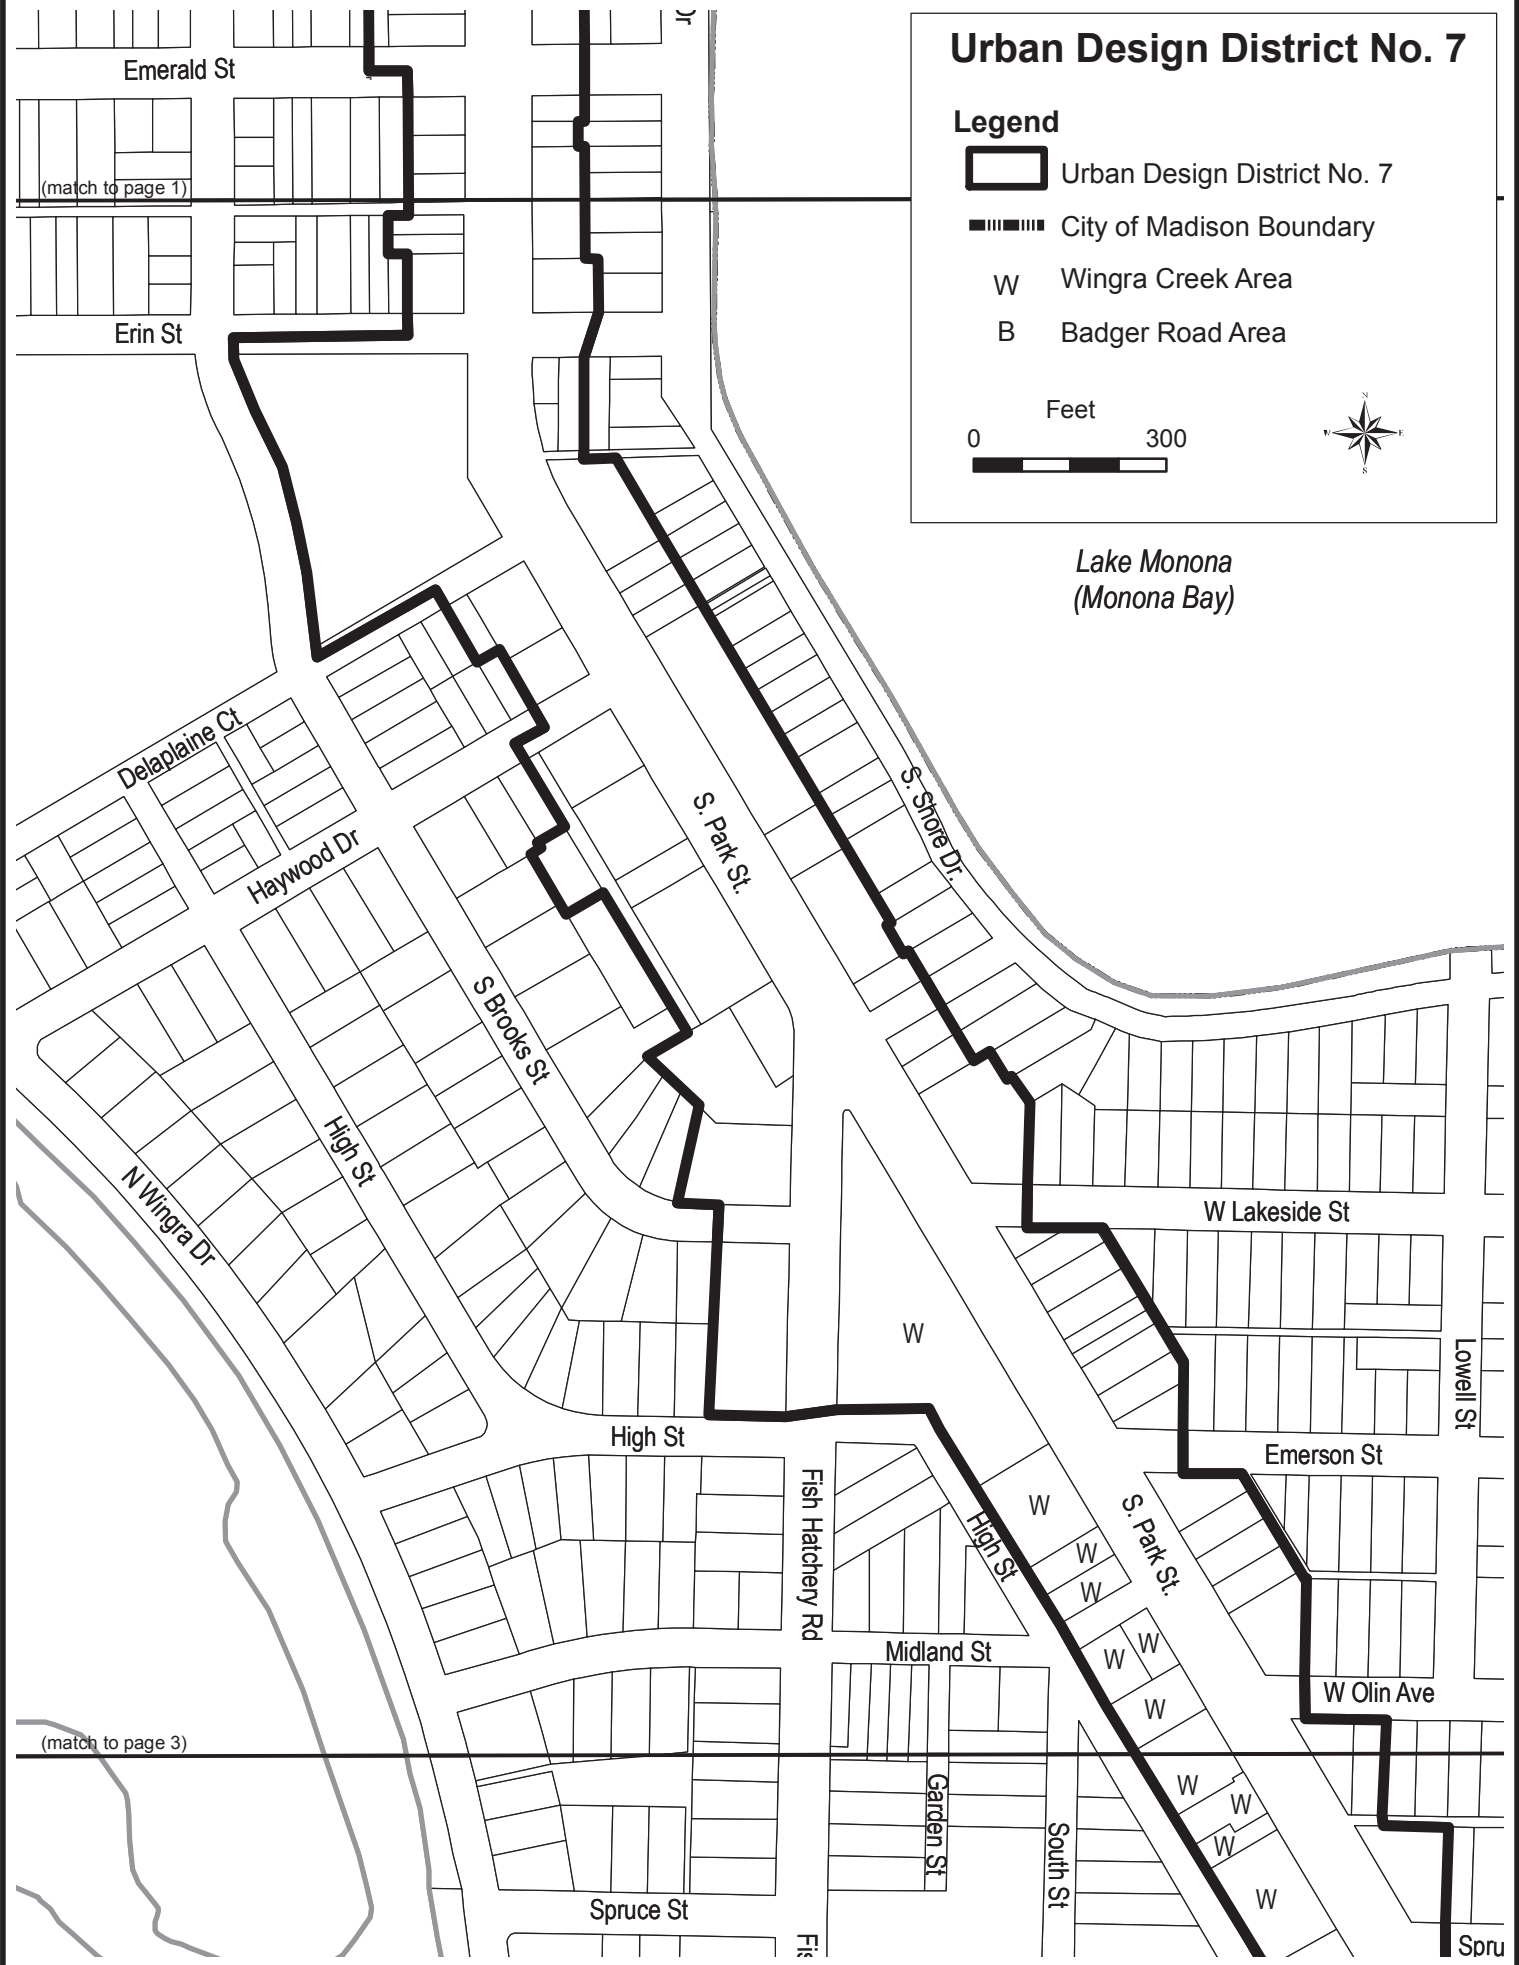 Dr
Urban Design District No. 7
Legend
Urban Design District No. 7
City of Madison Boundary
W Wingra Creek Area
B Badger Road Area
Feet
0 300
N
W E
S
Emerald St
(match to page 1)
Erin St
Lake Monona
(Monona Bay)
Delaplaine Ct
Haywood Dr
S. Park St.
S. Shore Dr.
S Brooks St
High St
N Wingra Dr
W Lakeside St
W
Lowell St
High St
Emerson St
Fish Hatchery Rd
High St
W
W
W
S. Park St.
Midland St
W
W
W
W Olin Ave
(match to page 3)
Garden St
South St
W
W
W
W
Spruce St
Fis
Spru